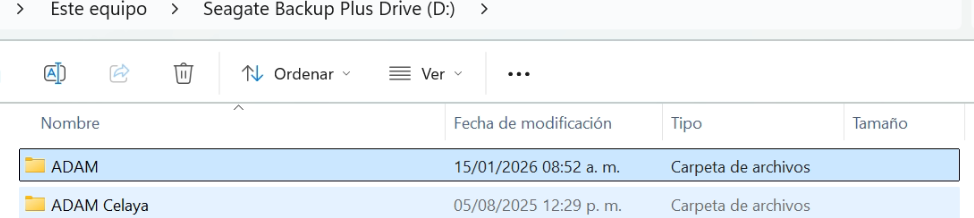 Este equipo > Seagate Backup Plus Drive (D:) >
Ordenar Ver •••
Nombre Fecha de modificación Tipo Tamaño
ADAM 15/01/2026 08:52 a. m. Carpeta de archivos
ADAM Celaya 05/08/2025 12:29 p. m. Carpeta de archivos